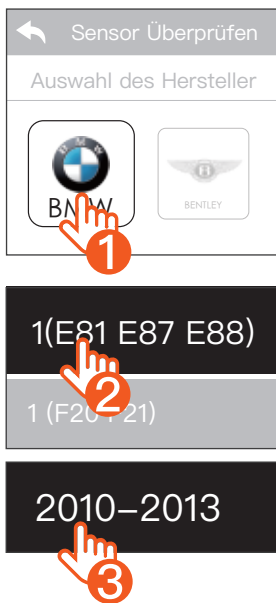 Sensor Überprüfen
Auswahl des Hersteller
BMW
BMW
BENTLEY
1
1(E81 E87 E88)
2
1 (F20 F21)
2010–2013
3